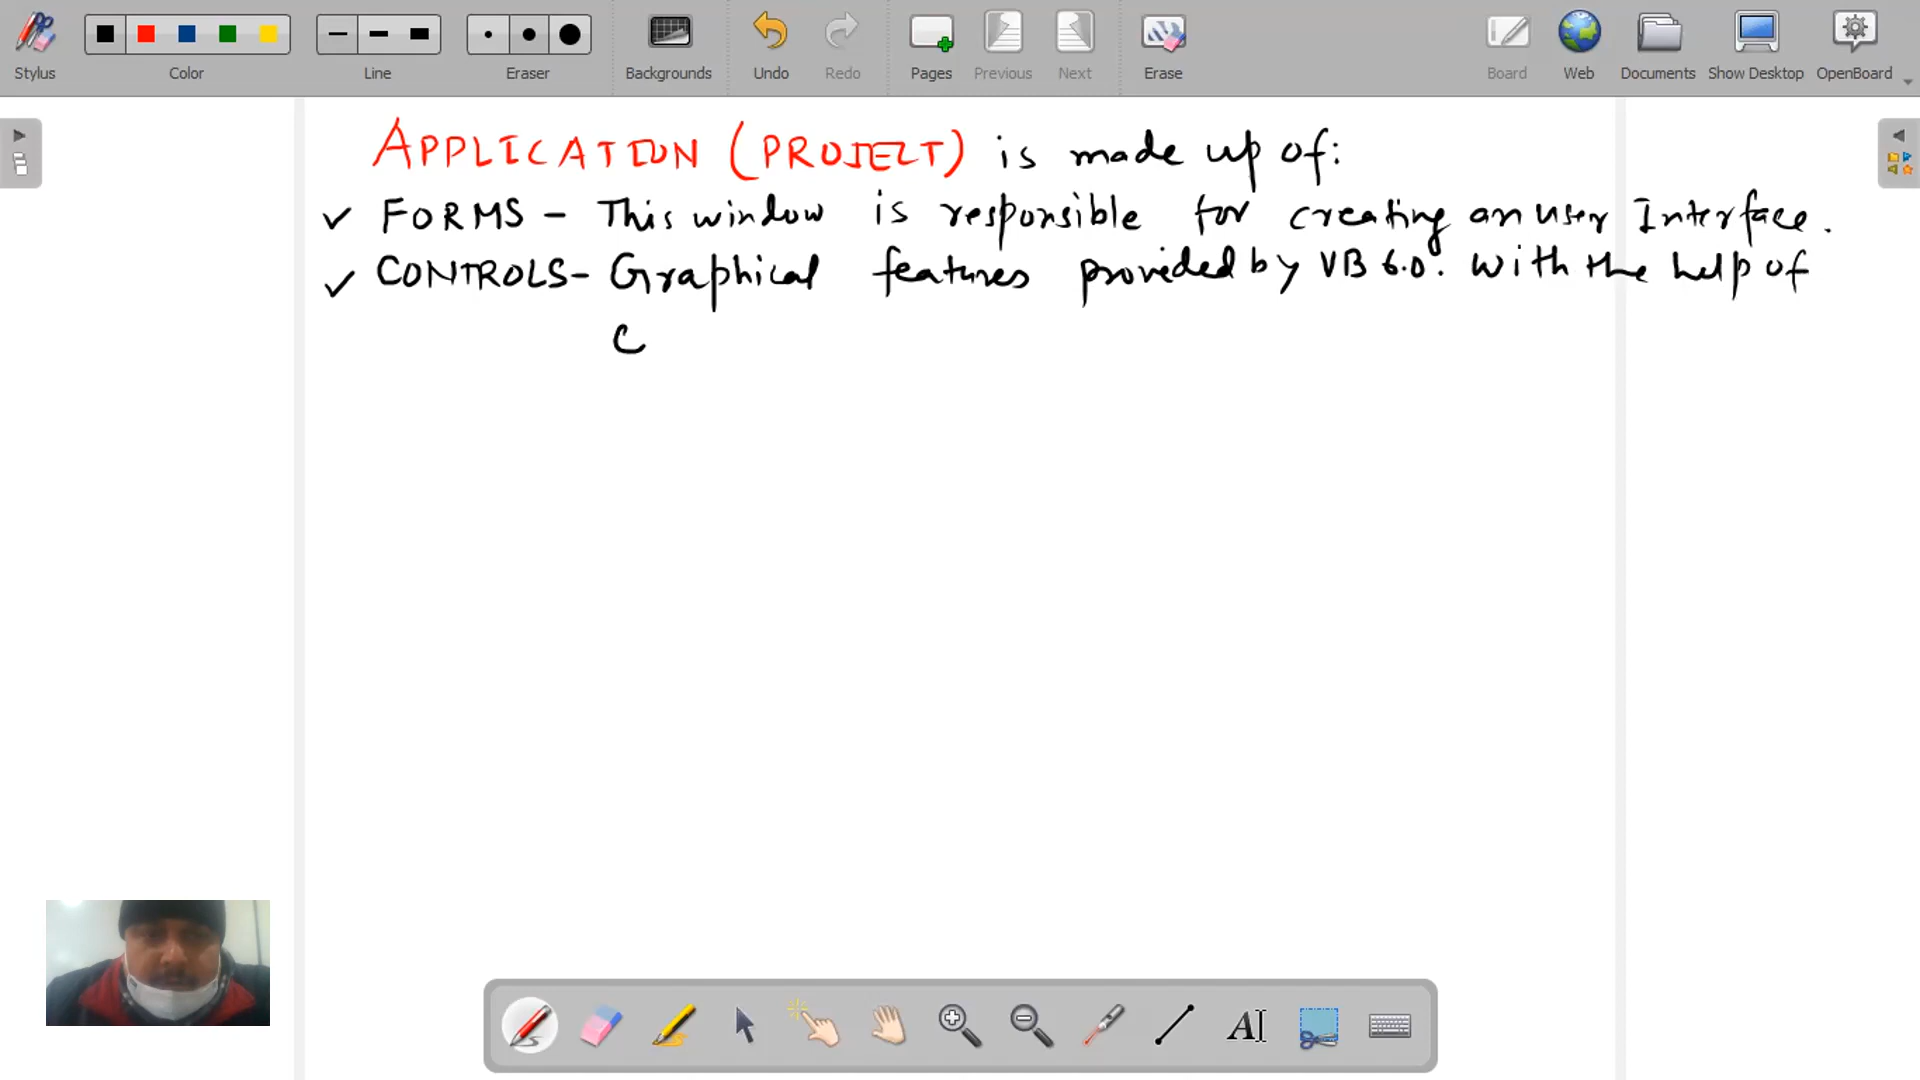 Stylus Color Line Eraser Backgrounds Undo Redo Pages Previous Next Erase Board Web Documents Show Desktop OpenBoard
APPLICATION (PROJECT) is made up of:
✓ FORMS - This window is responsible for creating an user Interface.
✓ CONTROLS - Graphical features provided by VB 6.0. With the help of
C